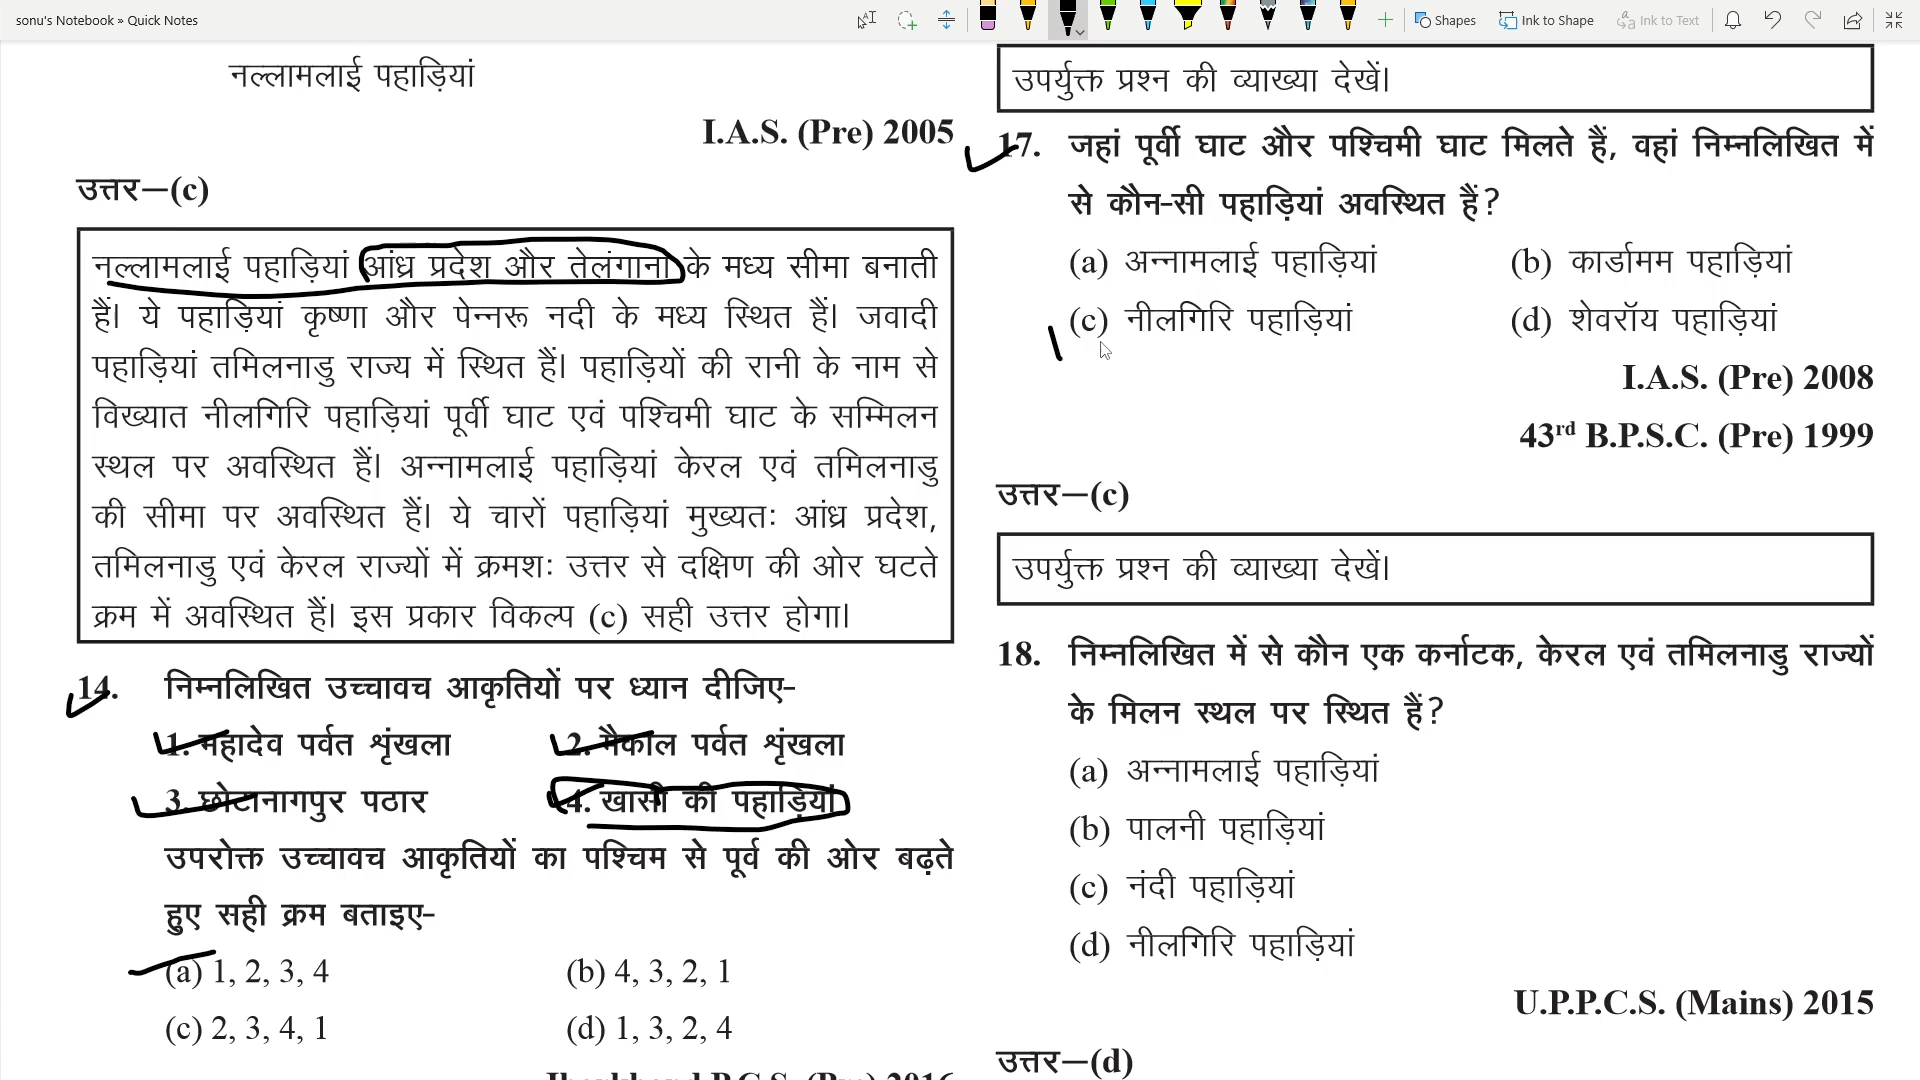 sonu's Notebook » Quick Notes
Shapes
Ink to Shape
Ink to Text
नल्लामलाई पहाड़ियां
I.A.S. (Pre) 2005
उत्तर—(c)
नल्लामलाई पहाड़ियां आंध्र प्रदेश और तेलंगाना के मध्य सीमा बनाती
हैं। ये पहाड़ियां कृष्णा और पेन्नरू नदी के मध्य स्थित हैं। जवादी
पहाड़ियां तमिलनाडु राज्य में स्थित हैं। पहाड़ियों की रानी के नाम से
विख्यात नीलगिरि पहाड़ियां पूर्वी घाट एवं पश्चिमी घाट के सम्मिलन
स्थल पर अवस्थित हैं। अन्नामलाई पहाड़ियां केरल एवं तमिलनाडु
की सीमा पर अवस्थित हैं। ये चारों पहाड़ियां मुख्यतः आंध्र प्रदेश,
तमिलनाडु एवं केरल राज्यों में क्रमशः उत्तर से दक्षिण की ओर घटते
क्रम में अवस्थित हैं। इस प्रकार विकल्प (c) सही उत्तर होगा।
14. निम्नलिखित उच्चावच आकृतियों पर ध्यान दीजिए-
1. महादेव पर्वत शृंखला 2. मैकाल पर्वत शृंखला
3. छोटानागपुर पठार 4. खासी की पहाड़ियां
उपरोक्त उच्चावच आकृतियों का पश्चिम से पूर्व की ओर बढ़ते
हुए सही क्रम बताइए-
(a) 1, 2, 3, 4 (b) 4, 3, 2, 1
(c) 2, 3, 4, 1 (d) 1, 3, 2, 4
उपर्युक्त प्रश्न की व्याख्या देखें।
17. जहां पूर्वी घाट और पश्चिमी घाट मिलते हैं, वहां निम्नलिखित में
से कौन-सी पहाड़ियां अवस्थित हैं?
(a) अन्नामलाई पहाड़ियां (b) कार्डामम पहाड़ियां
(c) नीलगिरि पहाड़ियां (d) शेवरॉय पहाड़ियां
I.A.S. (Pre) 2008
43rd B.P.S.C. (Pre) 1999
उत्तर—(c)
उपर्युक्त प्रश्न की व्याख्या देखें।
18. निम्नलिखित में से कौन एक कर्नाटक, केरल एवं तमिलनाडु राज्यों
के मिलन स्थल पर स्थित हैं?
(a) अन्नामलाई पहाड़ियां
(b) पालनी पहाड़ियां
(c) नंदी पहाड़ियां
(d) नीलगिरि पहाड़ियां
U.P.P.C.S. (Mains) 2015
उत्तर—(d)